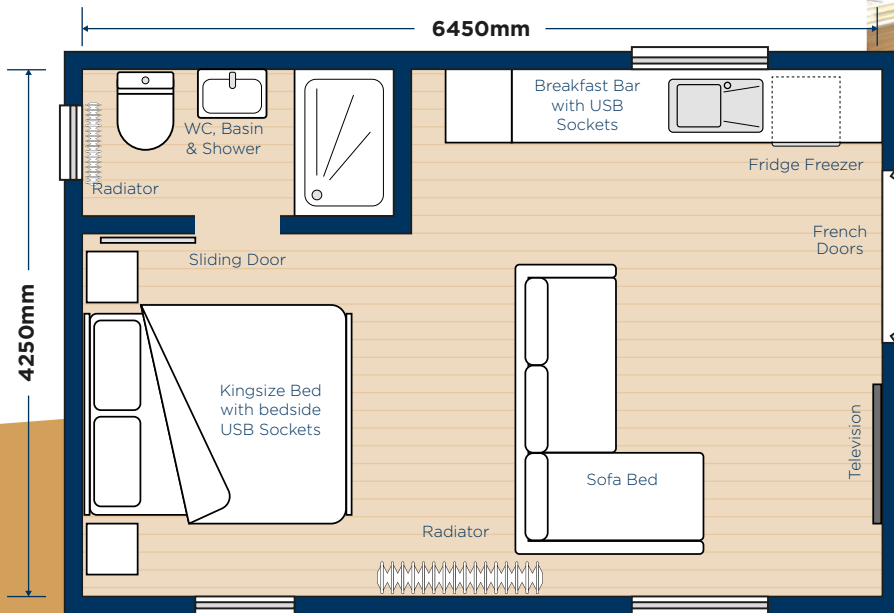 6450mm
Breakfast Bar
with USB
Sockets
WC, Basin
& Shower
Fridge Freezer
Radiator
French
Doors
Sliding Door
4250mm
Kingsize Bed
with bedside
USB Sockets
Television
Sofa Bed
Radiator